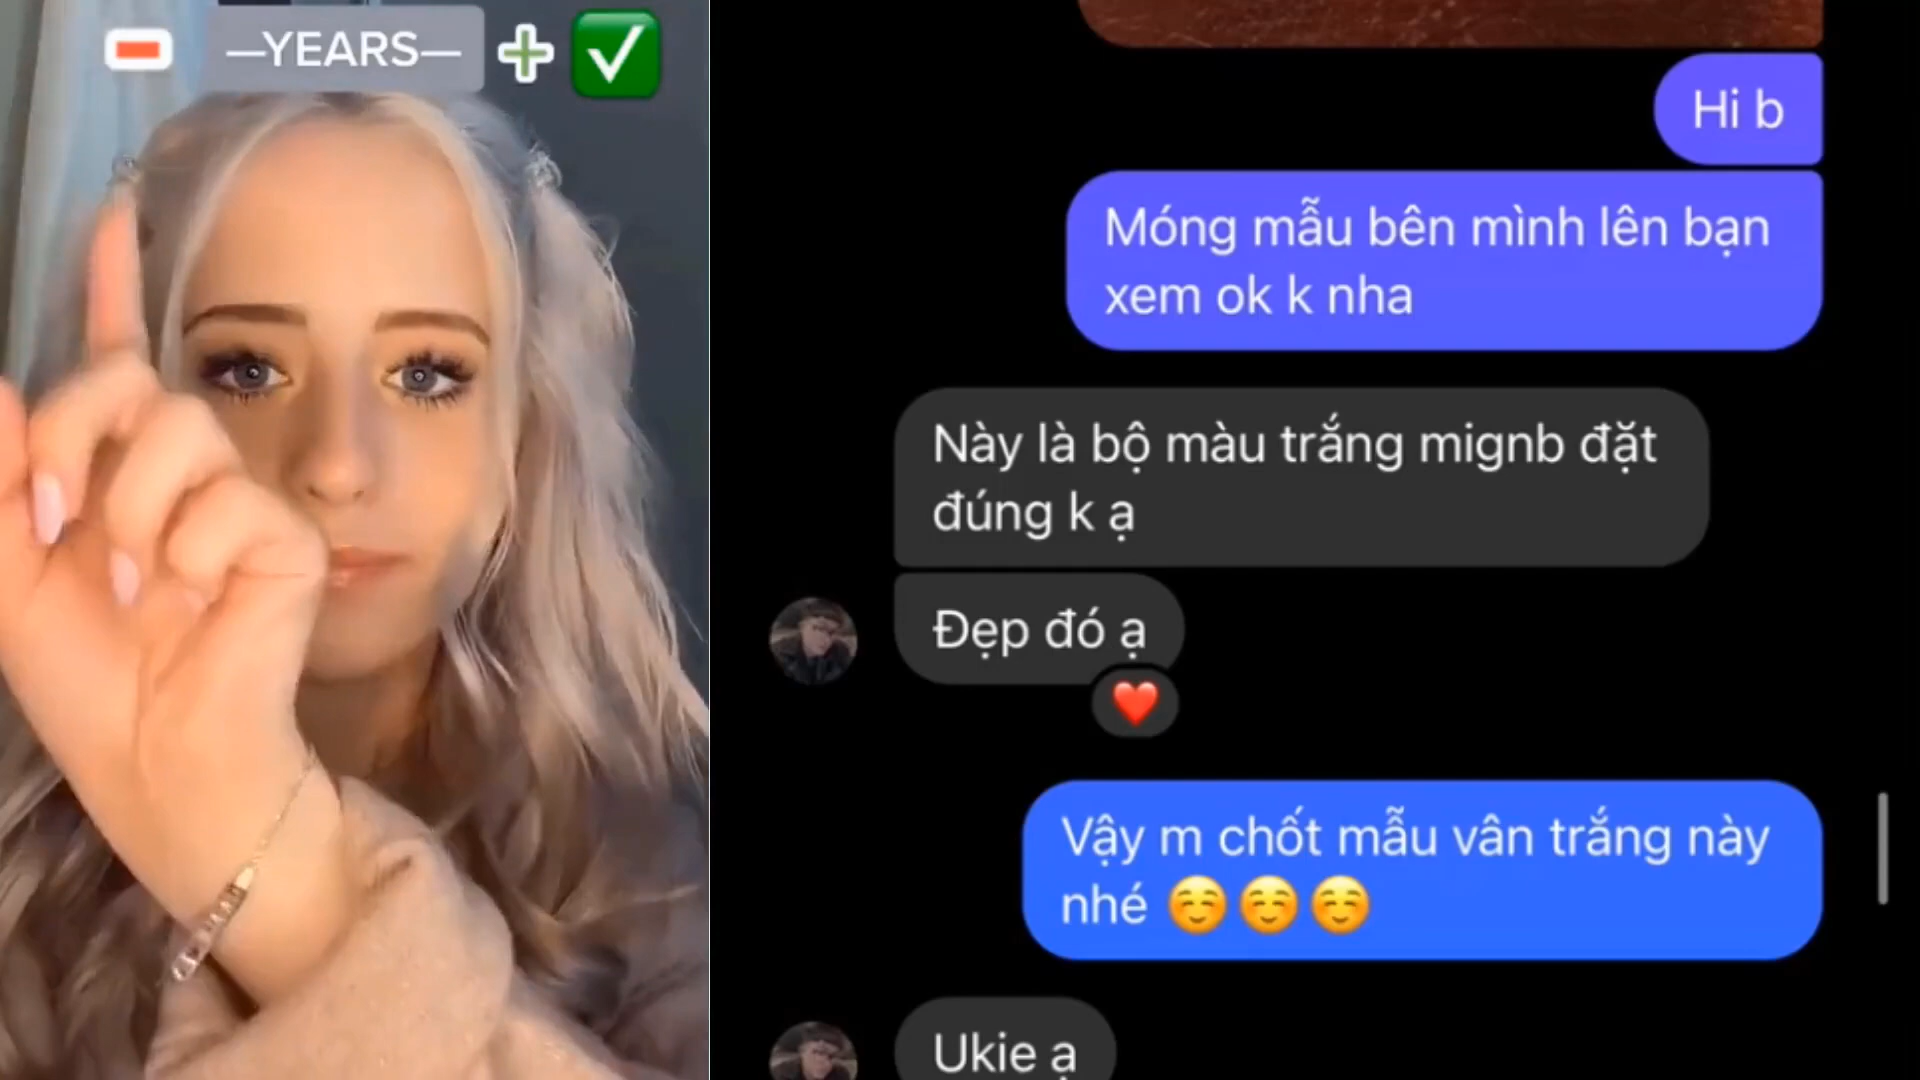 —YEARS—
Hi b
Móng mẫu bên mình lên bạn
xem ok k nha
Này là bộ màu trắng mignb đặt
đúng k ạ
Đẹp đó ạ
Vậy m chốt mẫu vân trắng này
nhé ☺️☺️☺️
Ukie ạ